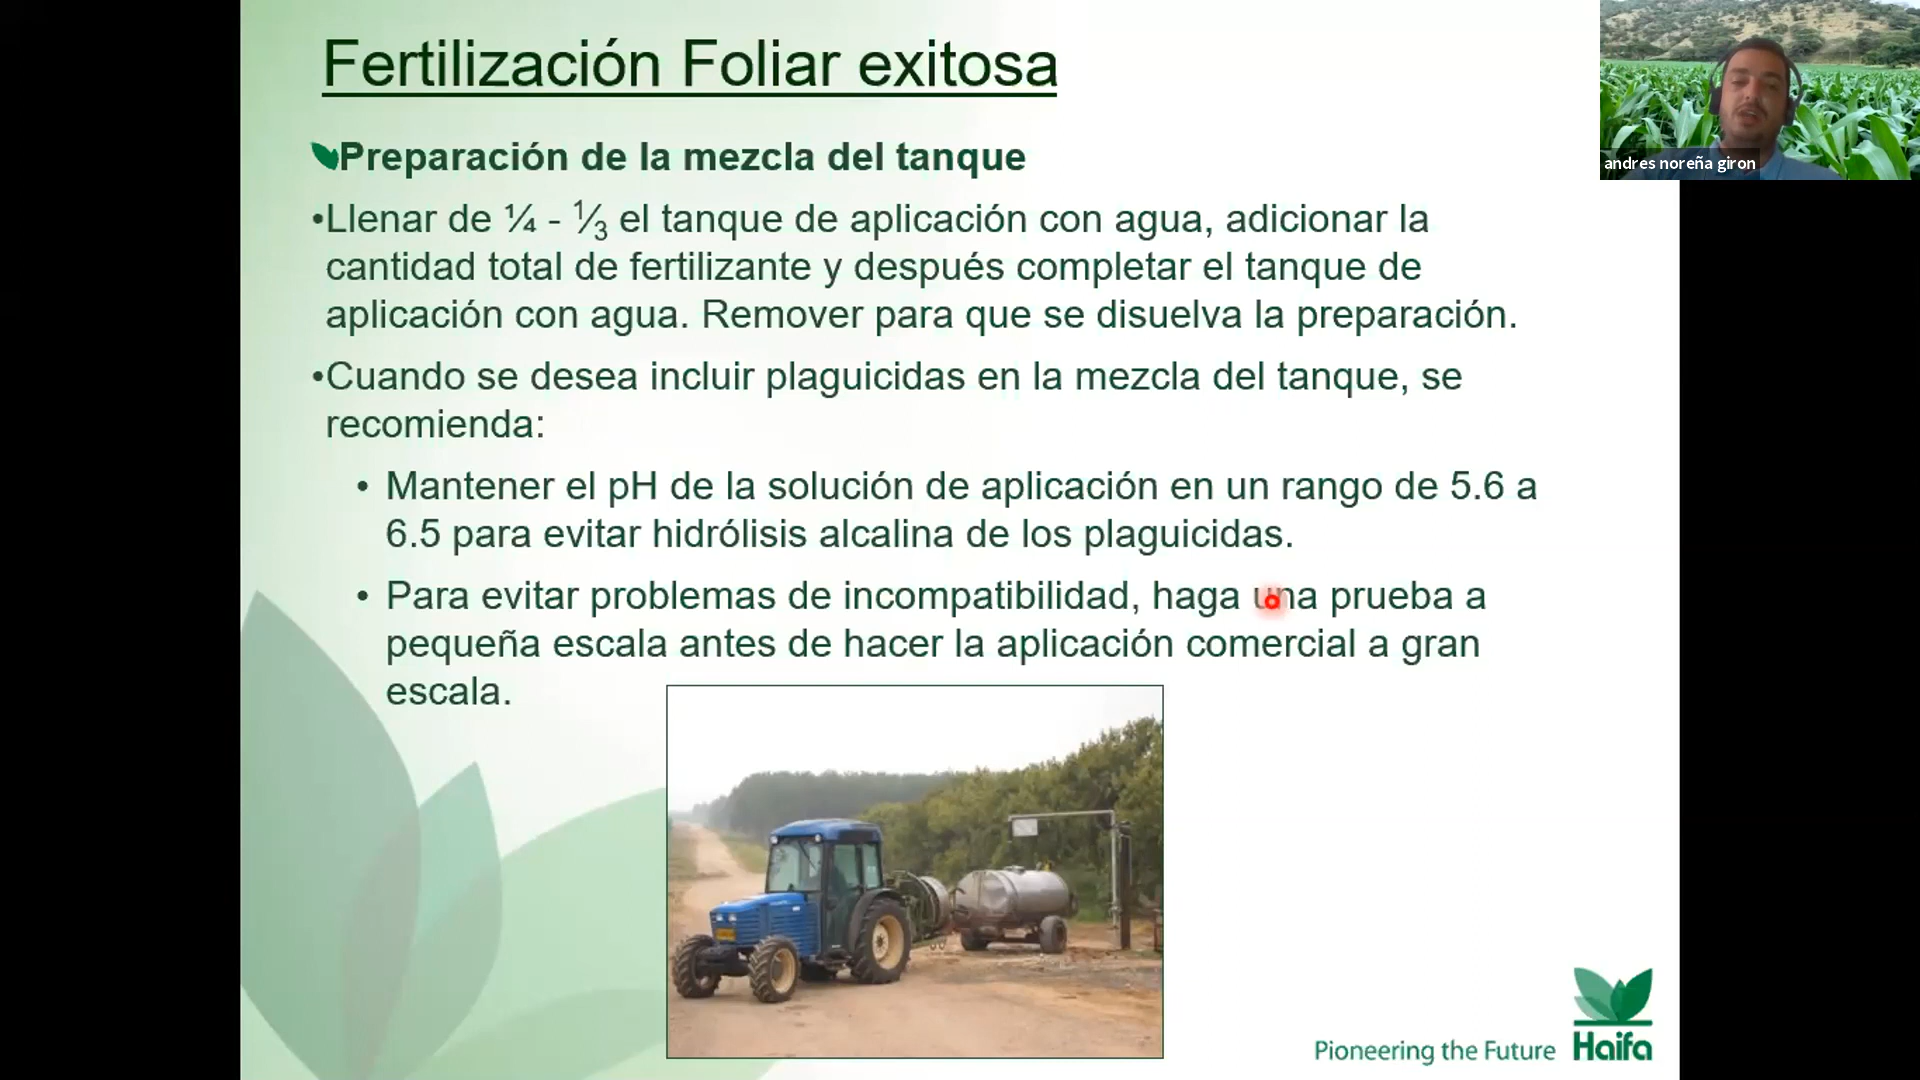 Fertilización Foliar exitosa
andres noreña giron
Preparación de la mezcla del tanque
•Llenar de ¼ - ⅓ el tanque de aplicación con agua, adicionar la
cantidad total de fertilizante y después completar el tanque de
aplicación con agua. Remover para que se disuelva la preparación.
•Cuando se desea incluir plaguicidas en la mezcla del tanque, se
recomienda:
• Mantener el pH de la solución de aplicación en un rango de 5.6 a
6.5 para evitar hidrólisis alcalina de los plaguicidas.
• Para evitar problemas de incompatibilidad, haga una prueba a
pequeña escala antes de hacer la aplicación comercial a gran
escala.
Pioneering the Future
Haifa